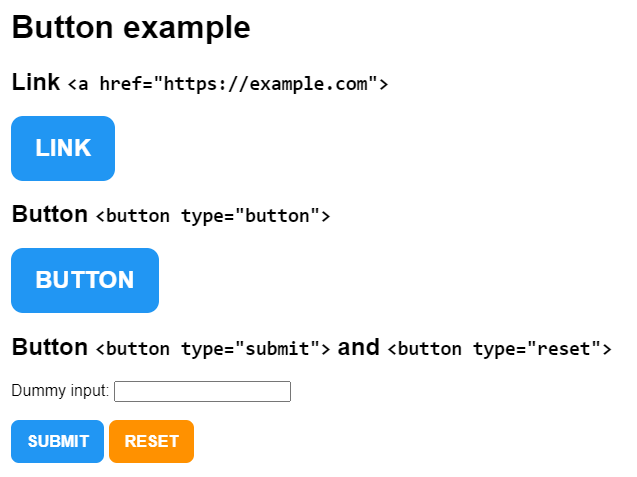 Button example
Link <a href="https://example.com">
LINK
Button <button type="button">
BUTTON
Button <button type="submit"> and <button type="reset">
Dummy input:
SUBMIT RESET